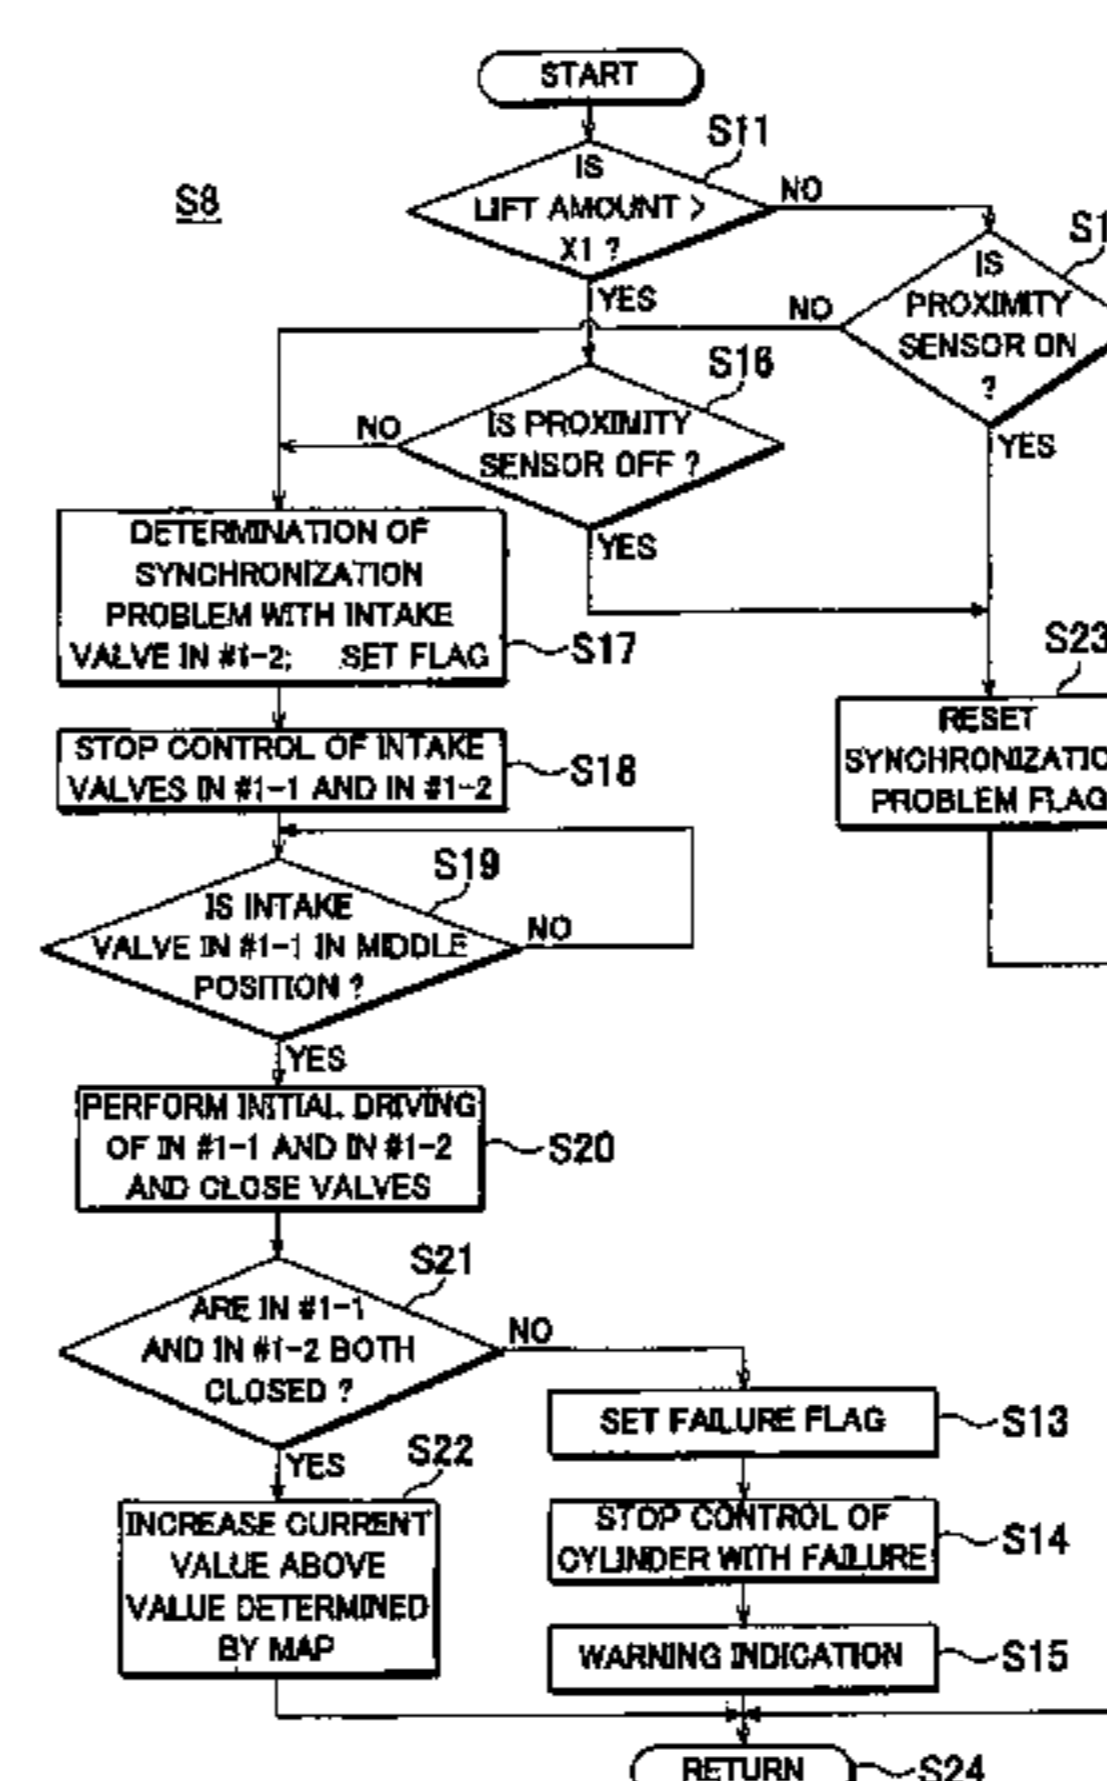 START
S11
S8
IS
LIFT AMOUNT >
X1 ?
NO
YES
IS
PROXIMITY
SENSOR ON
?
NO
YES
S16
IS PROXIMITY
SENSOR OFF ?
NO
YES
DETERMINATION OF
SYNCHRONIZATION
PROBLEM WITH INTAKE
VALVE IN #1-2; SET FLAG
S17
S23
RESET
PROBLEM FLAG
STOP CONTROL OF INTAKE
VALVES IN #1-1 AND IN #1-2
S18
S19
IS INTAKE
VALVE IN #1-1 IN MIDDLE
POSITION ?
NO
YES
PERFORM INITIAL DRIVING
OF IN #1-1 AND IN #1-2
AND CLOSE VALVES
S20
S21
ARE IN #1-1
AND IN #1-2 BOTH
CLOSED ?
NO
YES
SET FAILURE FLAG
S13
S22
INCREASE CURRENT
VALUE ABOVE
VALUE DETERMINED
BY MAP
STOP CONTROL OF
CYLINDER WITH FAILURE
S14
WARNING INDICATION
S15
RETURN
S24